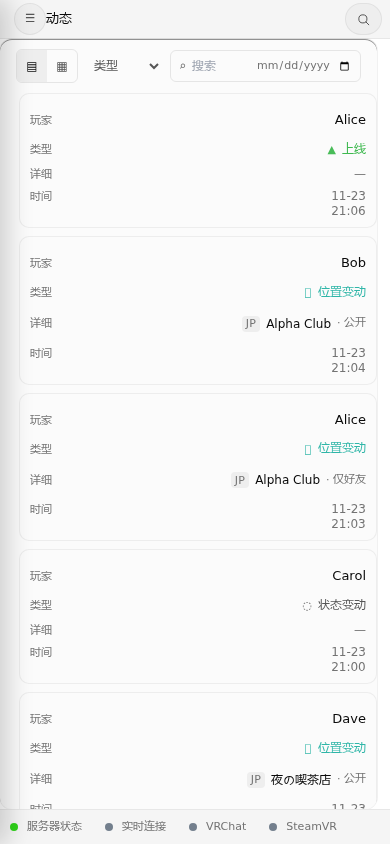 动态
类型
搜索 mm/dd/yyyy
玩家 Alice
类型 ▲ 上线
详细 —
时间 11-23
21:06
玩家 Bob
类型 位置变动
详细 JP Alpha Club · 公开
时间 11-23
21:04
玩家 Alice
类型 位置变动
详细 JP Alpha Club · 仅好友
时间 11-23
21:03
玩家 Carol
类型 状态变动
详细 —
时间 11-23
21:00
玩家 Dave
类型 位置变动
详细 JP 夜の喫茶店 · 公开
时间 11-23
服务器状态 实时连接 VRChat SteamVR